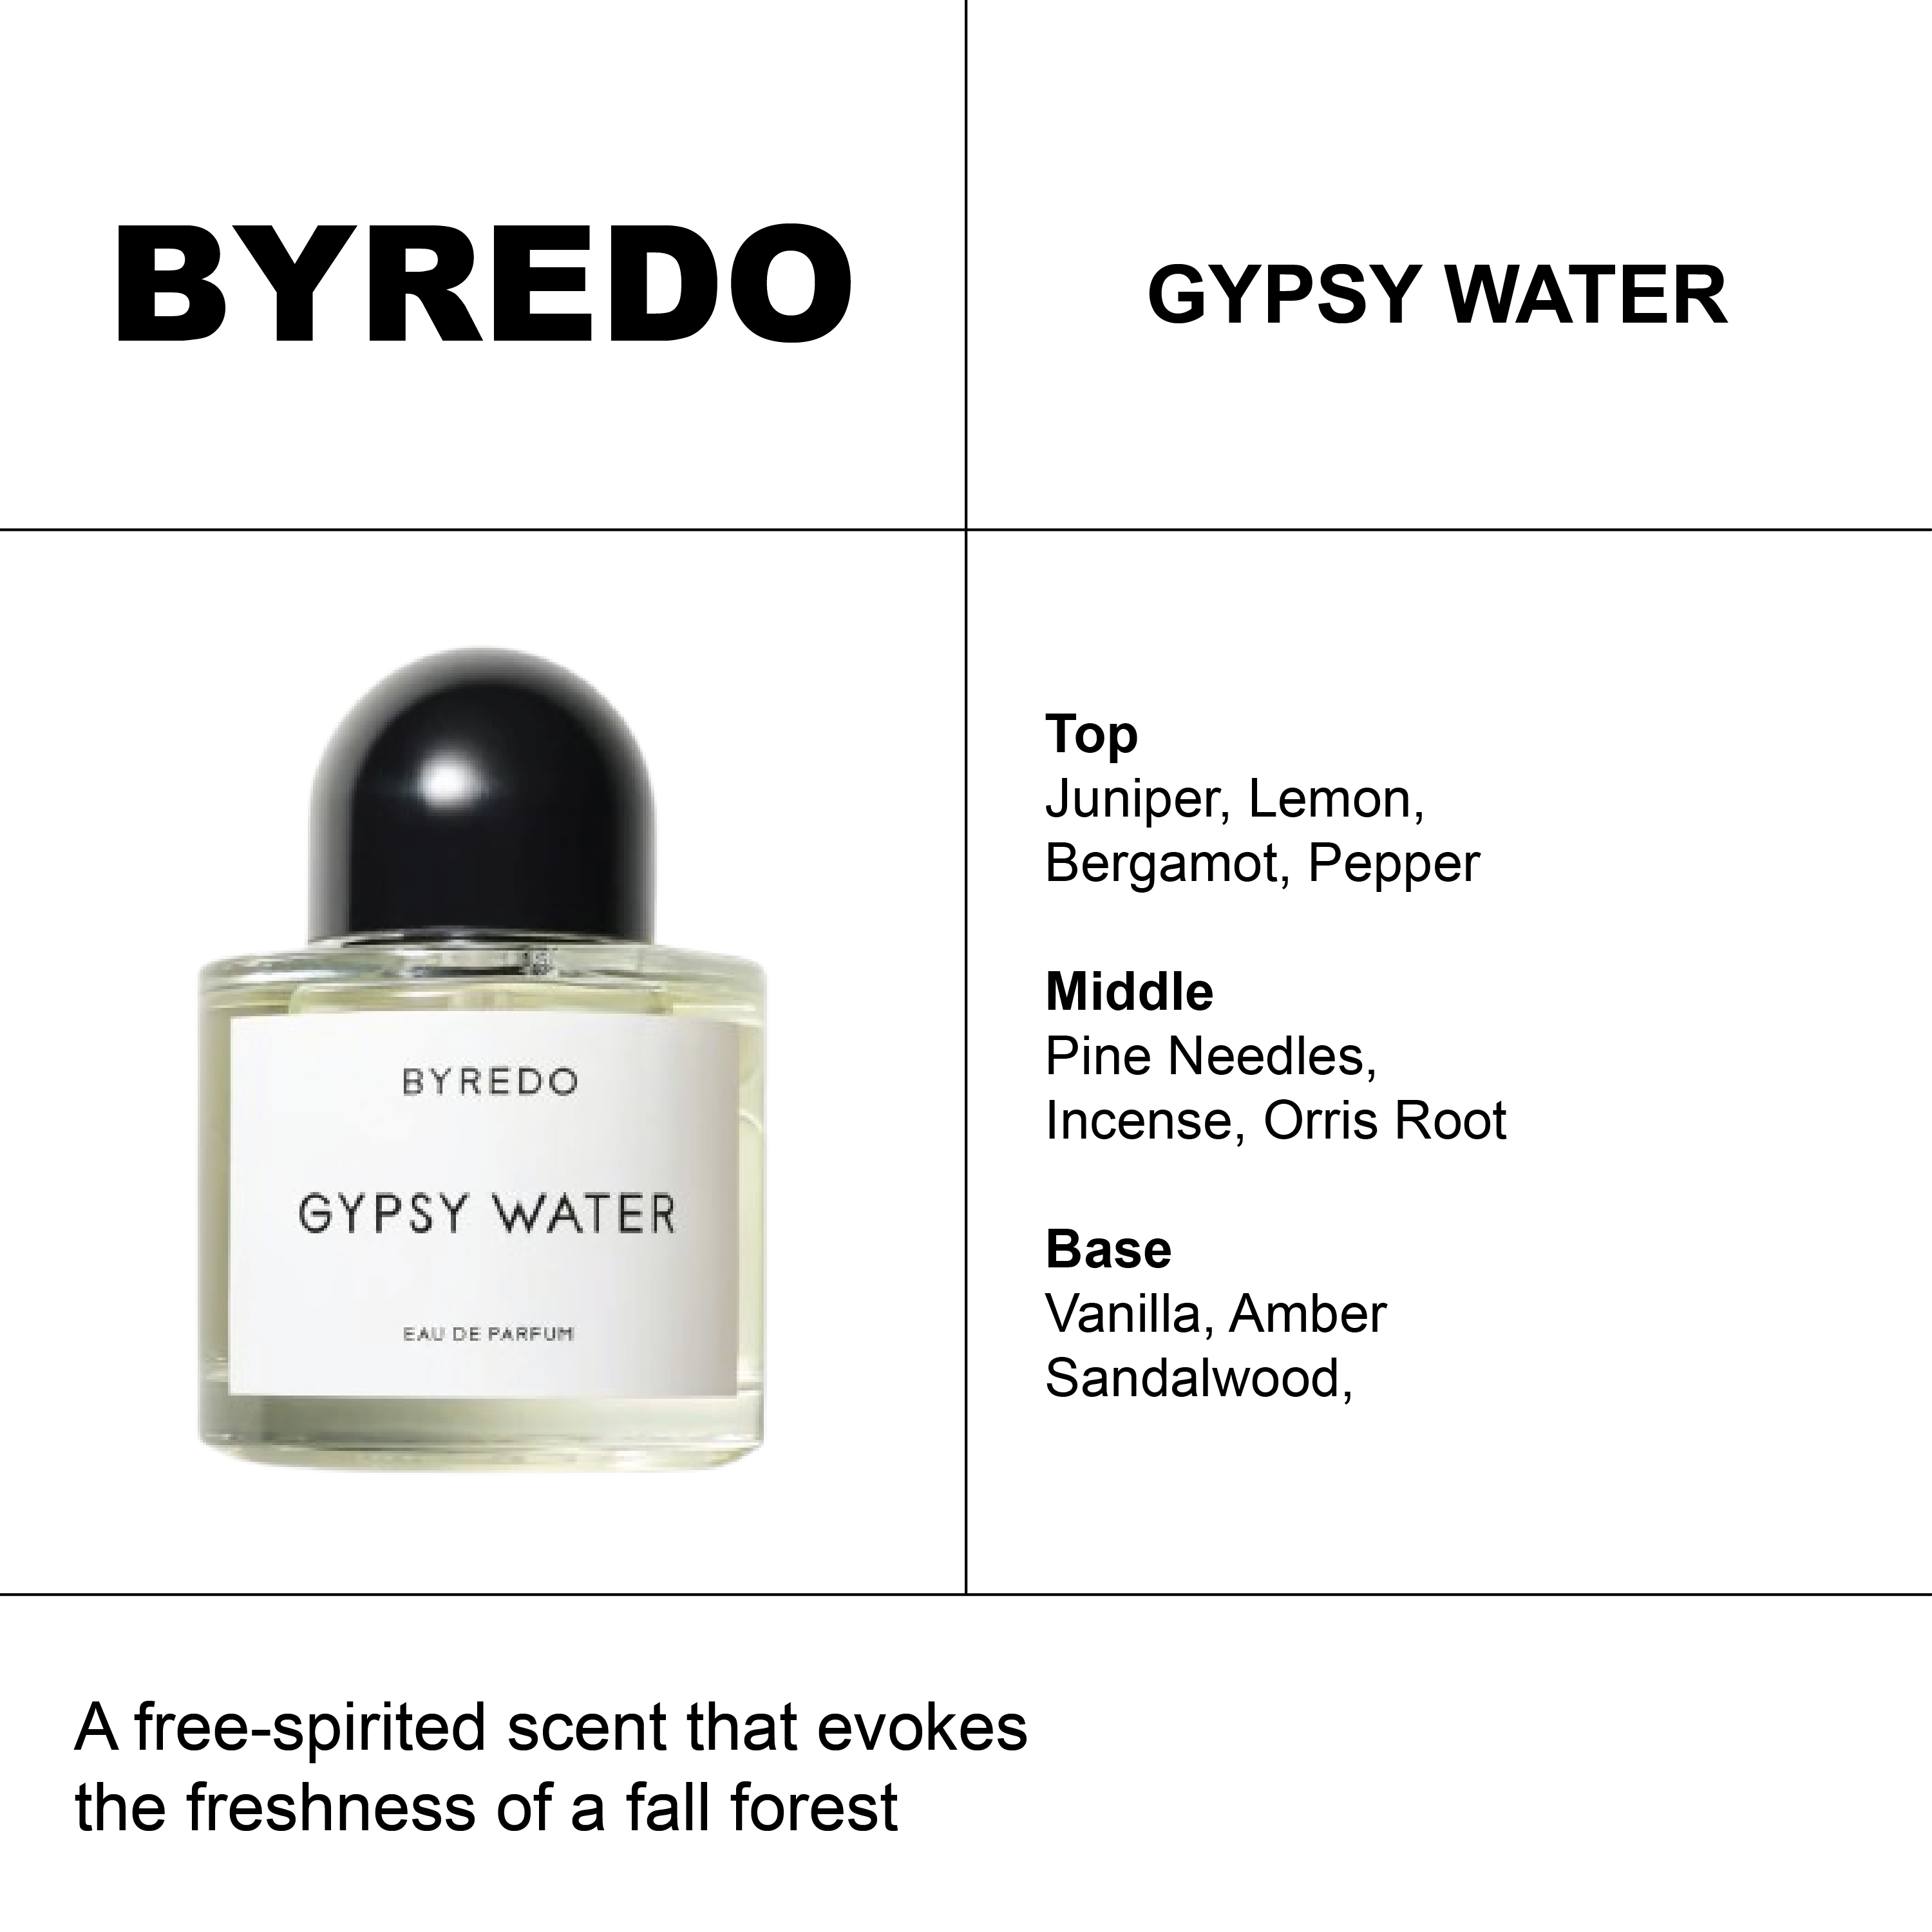 BYREDO
GYPSY WATER
BYREDO
GYPSY WATER
EAU DE PARFUM
Top
Juniper, Lemon,
Bergamot, Pepper
Middle
Pine Needles,
Incense, Orris Root
Base
Vanilla, Amber
Sandalwood,
A free-spirited scent that evokes
the freshness of a fall forest